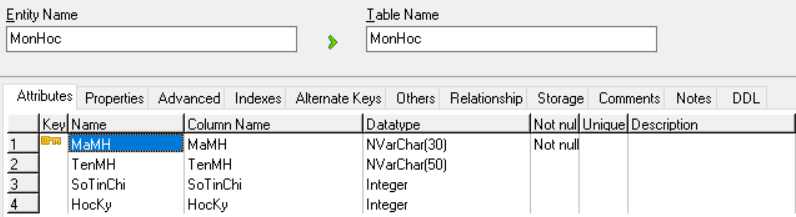 Entity Name Table Name
MonHoc MonHoc
Attributes Properties Advanced Indexes Alternate Keys Others Relationship Storage Comments Notes DDL
Key Name Column Name Datatype Not nul Unique Description
1 MaMH MaMH NVarChar(30) Not null
2 TenMH TenMH NVarChar(50)
3 SoTinChi SoTinChi Integer
4 HocKy HocKy Integer